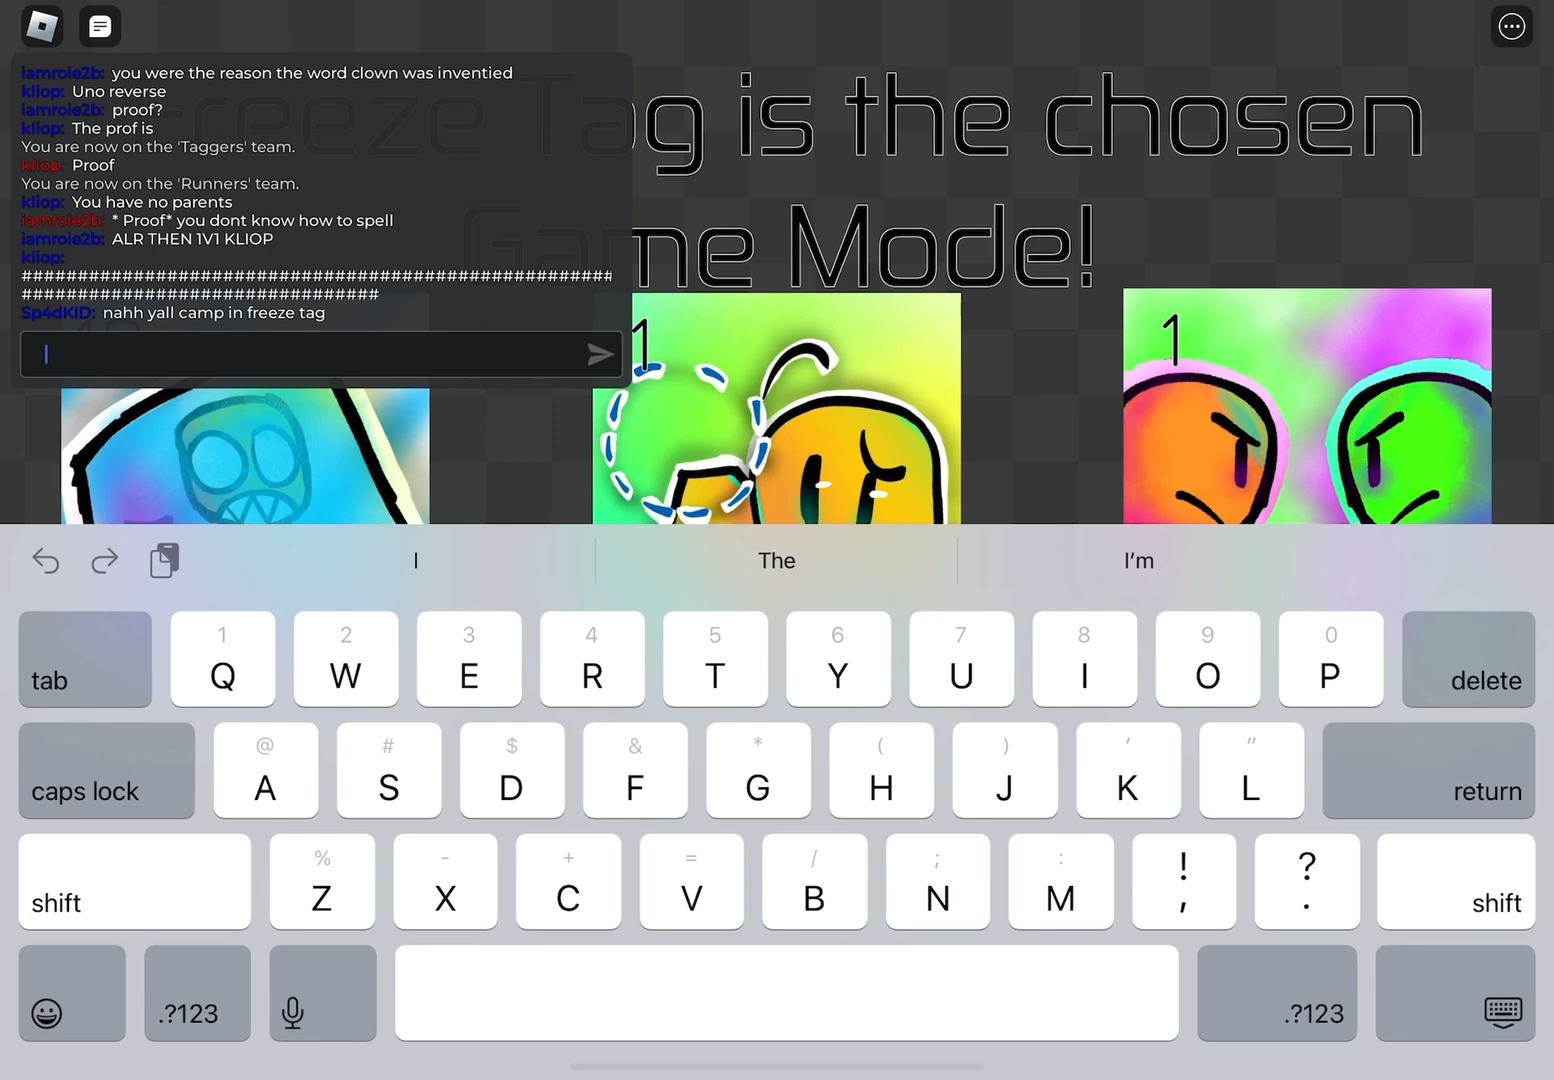 iamroie2b: you were the reason the word clown was inventied
kliop: Uno reverse
iamroie2b: proof?
kliop: The prof is
You are now on the 'Taggers' team.
kliop: Proof
You are now on the 'Runners' team.
kliop: You have no parents
iamroie2b: * Proof* you dont know how to spell
iamroie2b: ALR THEN 1V1 KLIOP
kliop:
################################################################
###############################
Sp4dKID: nahh yall camp in freeze tag
Freeze Tag is the chosen
Game Mode!
1
1
I
The
I'm
tab
1 2 3 4 5 6 7 8 9 0
Q W E R T Y U I O P
delete
@ # $ & * ( ) ' "
caps lock
A S D F G H J K L
return
% - + = / ; : ! ?
shift
Z X C V B N M , .
shift
.?123
.?123